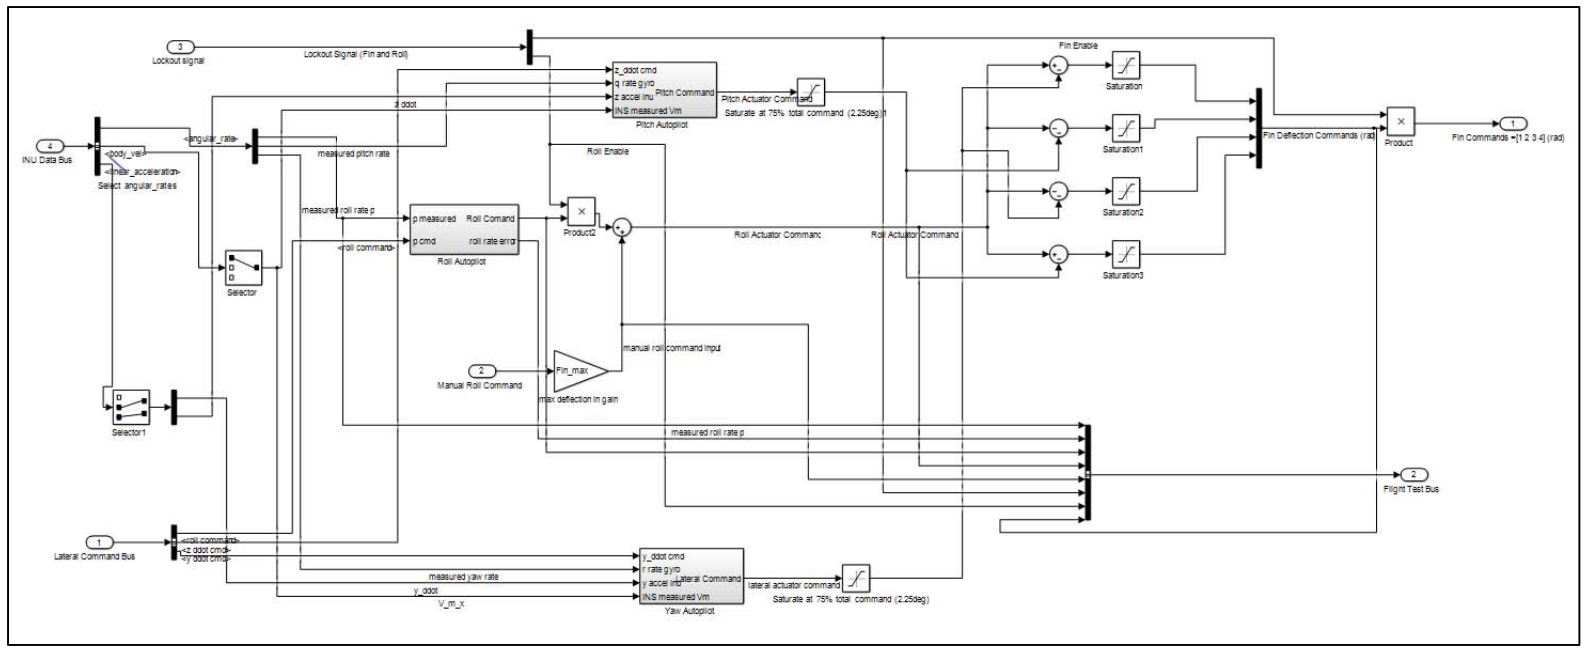 3
Lockout signal
Lockout Signal (Fin and Roll)
Fin Enable
z_ddot cmd
q rate gyro
z accel inu
INS measured Vm
Pitch Command
Pitch Autopilot
Pitch Actuator Command
Saturate at 75% total command (2.25deg)1
z ddot
Saturation
Saturation1
Saturation2
Saturation3
Fin Deflection Commands (rad)
×
Product
1
Fin Commands =[1 2 3 4] (rad)
4
INU Data Bus
<angular_rate>
<body_vel>
<linear_acceleration>
Select angular_rates
measured pitch rate
Roll Enable
measured roll rate p
<roll command>
p measured
p cmd
Roll Comand
roll rate error
Roll Autopilot
×
Product2
Roll Actuator Command
Roll Actuator Command
Selector
2
Manual Roll Command
Fin_max
max deflection in gain
manual roll command input
Selector1
measured roll rate p
2
Flight Test Bus
1
Lateral Command Bus
<roll command>
<z ddot cmd>
<y ddot cmd>
measured yaw rate
y_ddot
V_m_x
y_ddot cmd
r rate gyro
y accel inu
INS measured Vm
Lateral Command
Yaw Autopilot
lateral actuator command
Saturate at 75% total command (2.25deg)